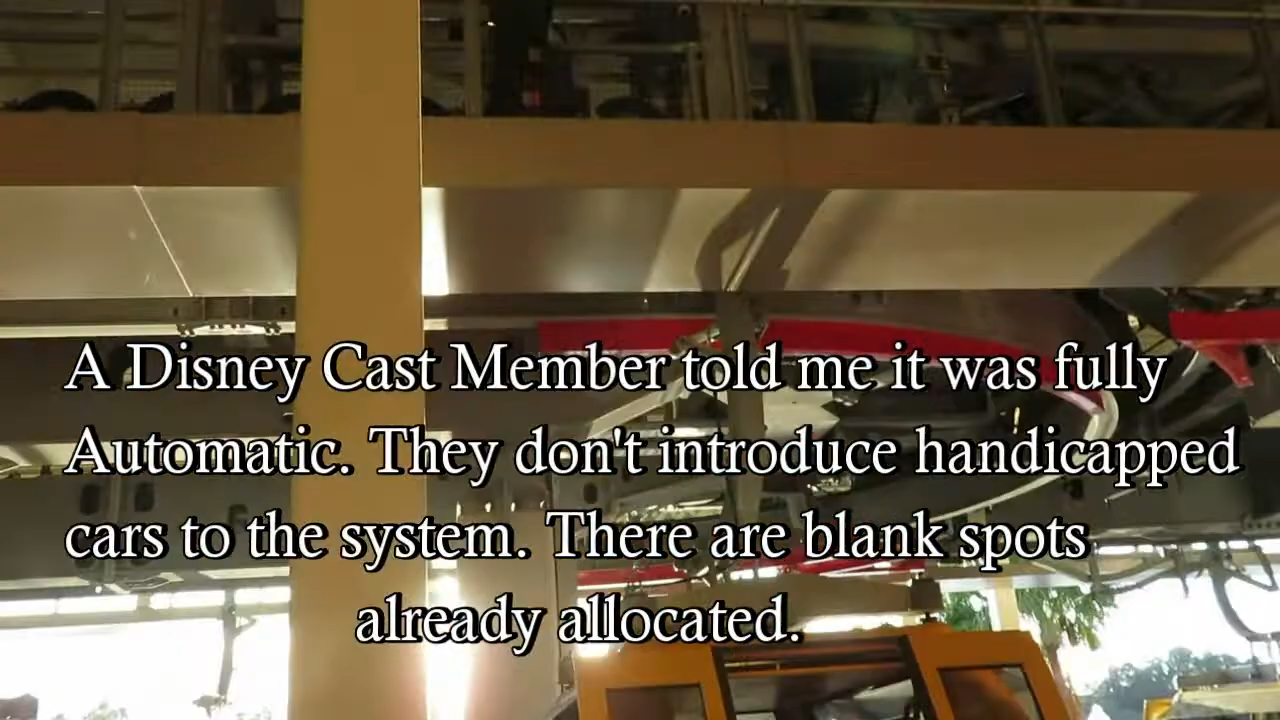 A Disney Cast Member told me it was fully
Automatic. They don't introduce handicapped
cars to the system. There are blank spots
already allocated.